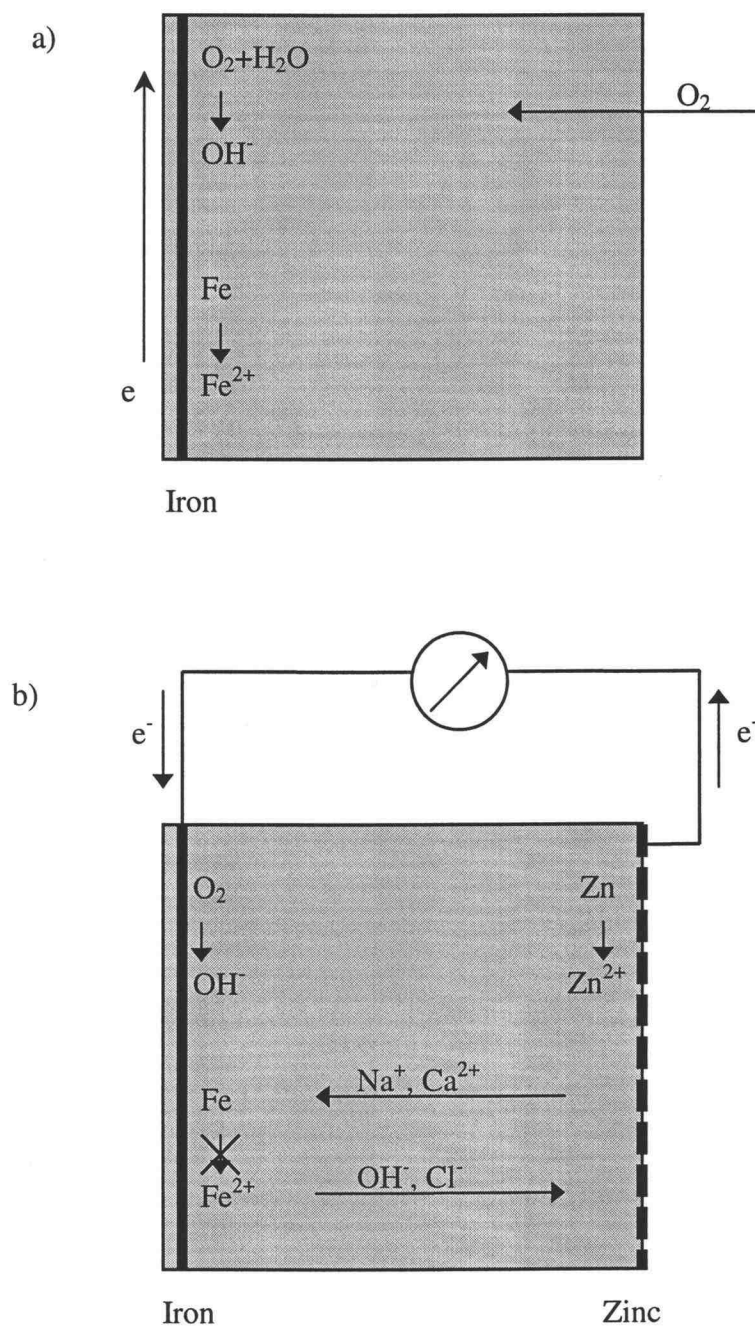 a)
O₂+H₂O
O₂
OH⁻
Fe
Fe²⁺
e
Iron
b)
e⁻
e⁻
O₂
Zn
OH⁻
Zn²⁺
Na⁺, Ca²⁺
Fe
OH⁻, Cl⁻
Fe²⁺
Iron
Zinc